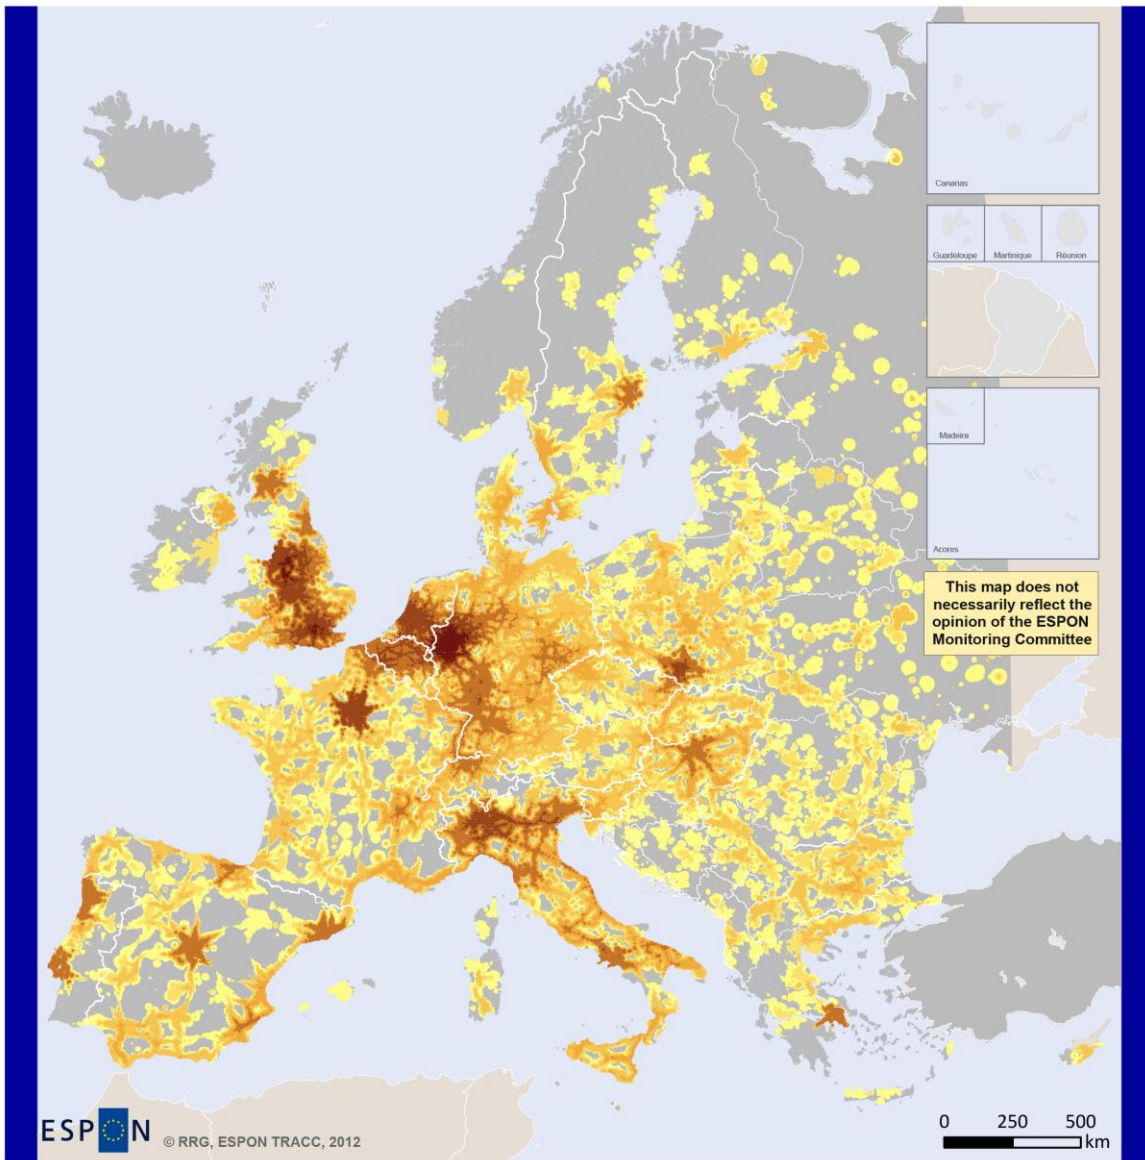 Canarias
Guadeloupe
Martinique
Réunion
Madeira
Acores
This map does not
necessarily reflect the
opinion of the ESPON
Monitoring Committee
ESPON
© RRG, ESPON TRACC, 2012
0 250 500
km